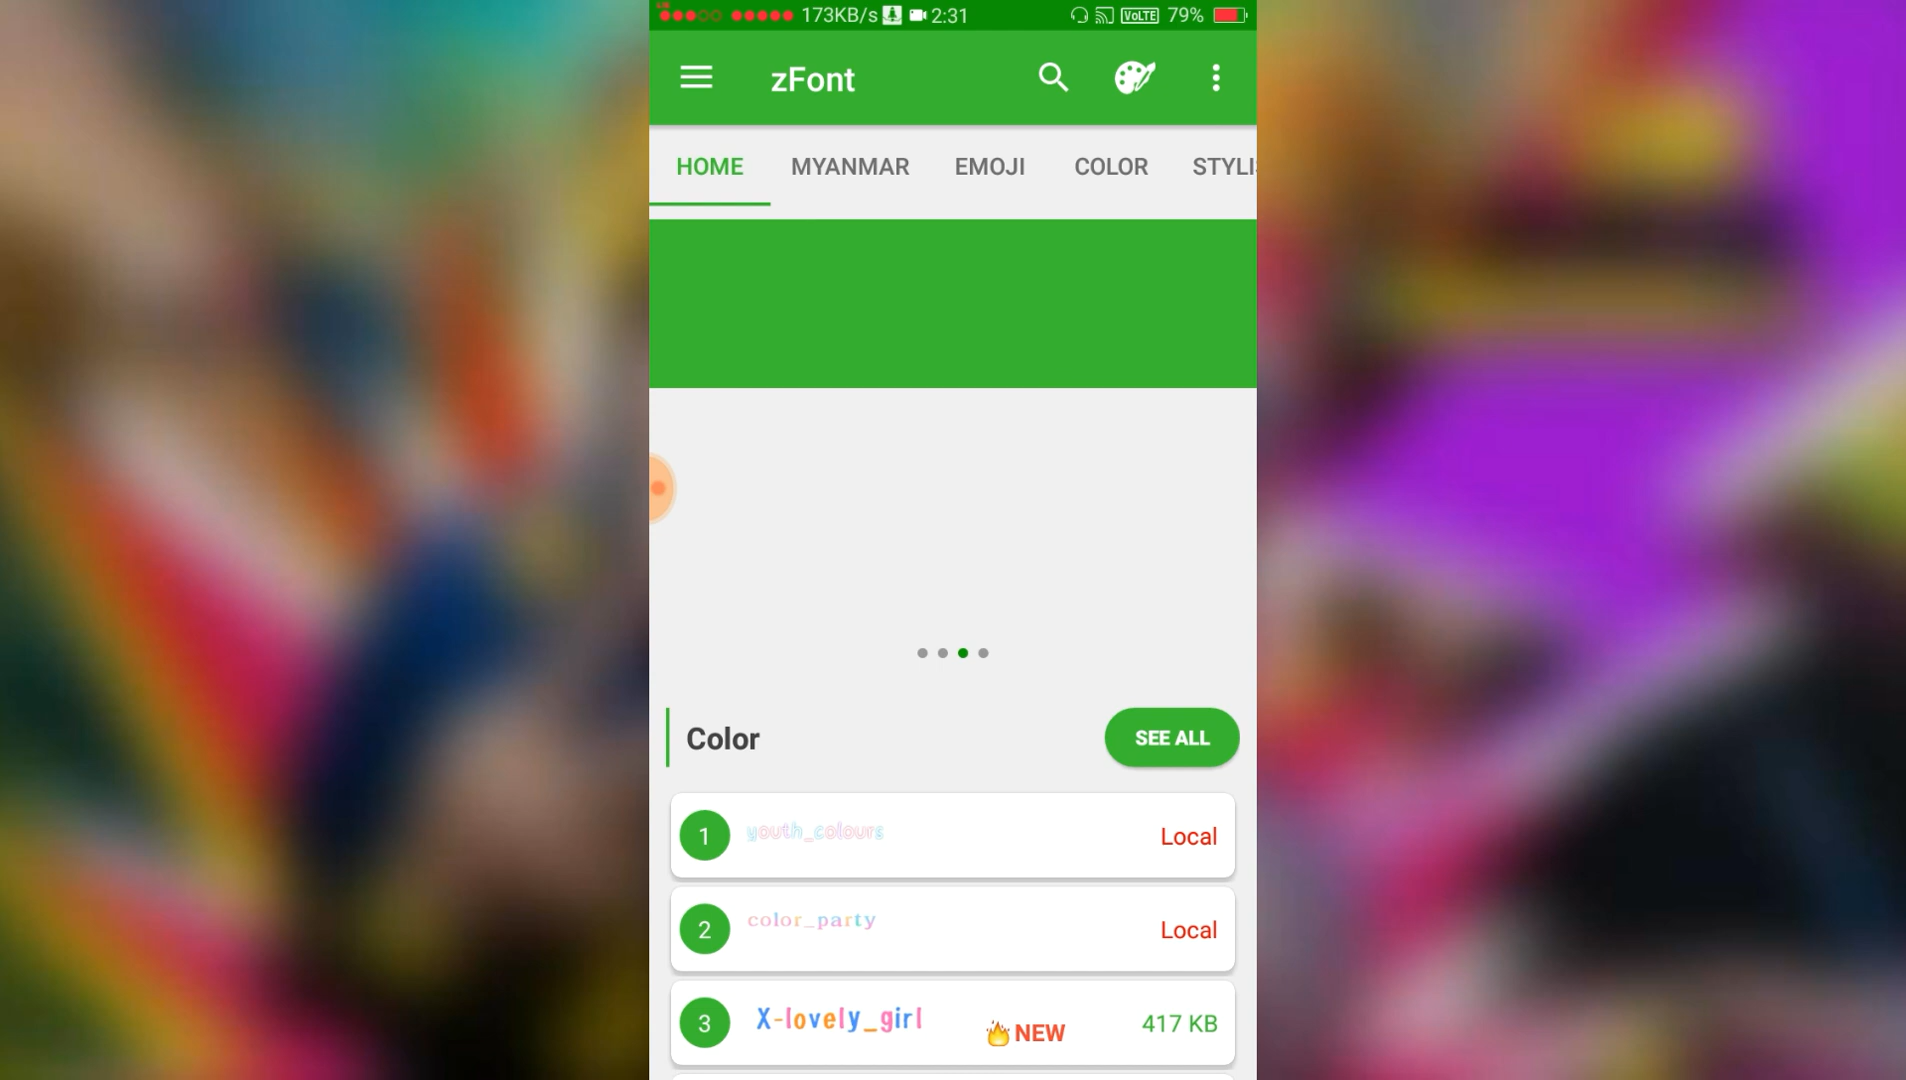 173KB/s 2:31 VoLTE 79%
zFont
HOME MYANMAR EMOJI COLOR STYLI
Color SEE ALL
1 youth_colours Local
2 color_party Local
3 X-lovely_girl 🔥NEW 417 KB